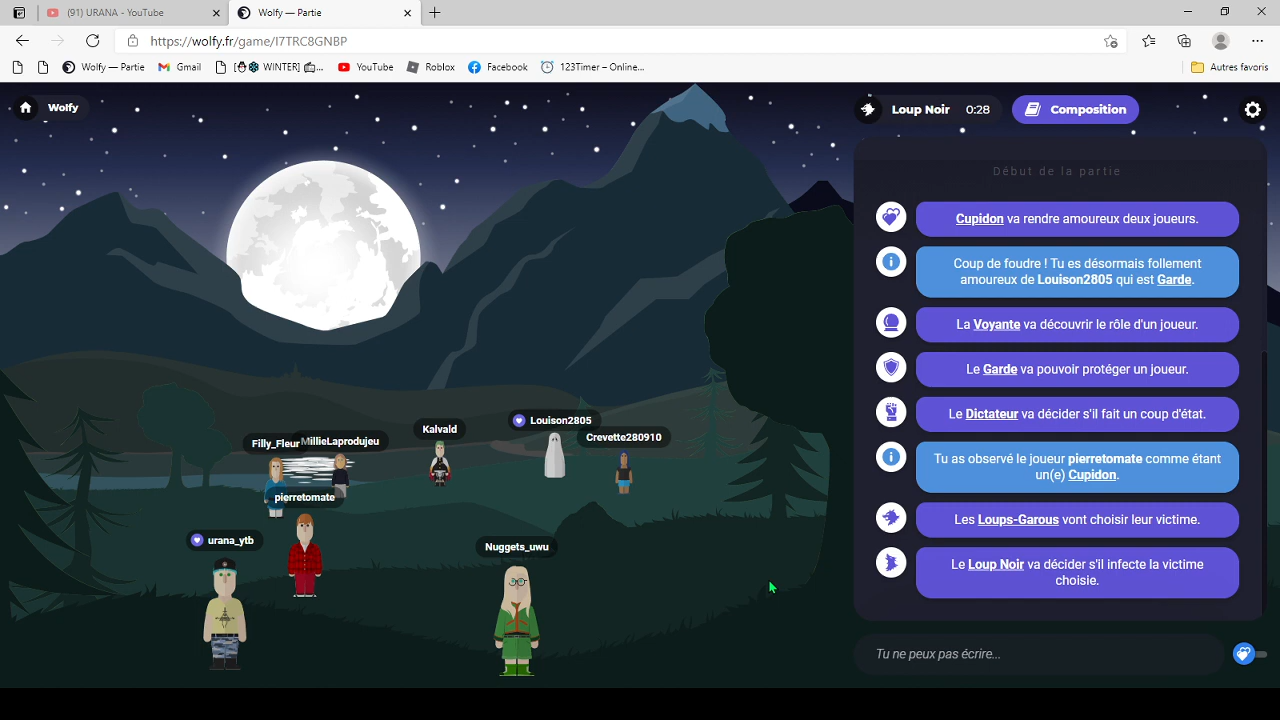 (91) URANA - YouTube
Wolfy — Partie
https://wolfy.fr/game/I7TRC8GNBP
Wolfy — Partie
Gmail
WINTER]
YouTube
Roblox
Facebook
123Timer – Online...
Autres favoris
Wolfy
Loup Noir 0:28
Composition
Début de la partie
Cupidon va rendre amoureux deux joueurs.
Coup de foudre ! Tu es désormais follement
amoureux de Louison2805 qui est Garde.
La Voyante va découvrir le rôle d'un joueur.
Le Garde va pouvoir protéger un joueur.
Le Dictateur va décider s'il fait un coup d'état.
Tu as observé le joueur pierretomate comme étant
un(e) Cupidon.
Les Loups-Garous vont choisir leur victime.
Le Loup Noir va décider s'il infecte la victime
choisie.
Tu ne peux pas écrire...
Louison2805
Kalvald
Crevette280910
Filly_Fleur
MillieLaprodujeu
pierretomate
urana_ytb
Nuggets_uwu